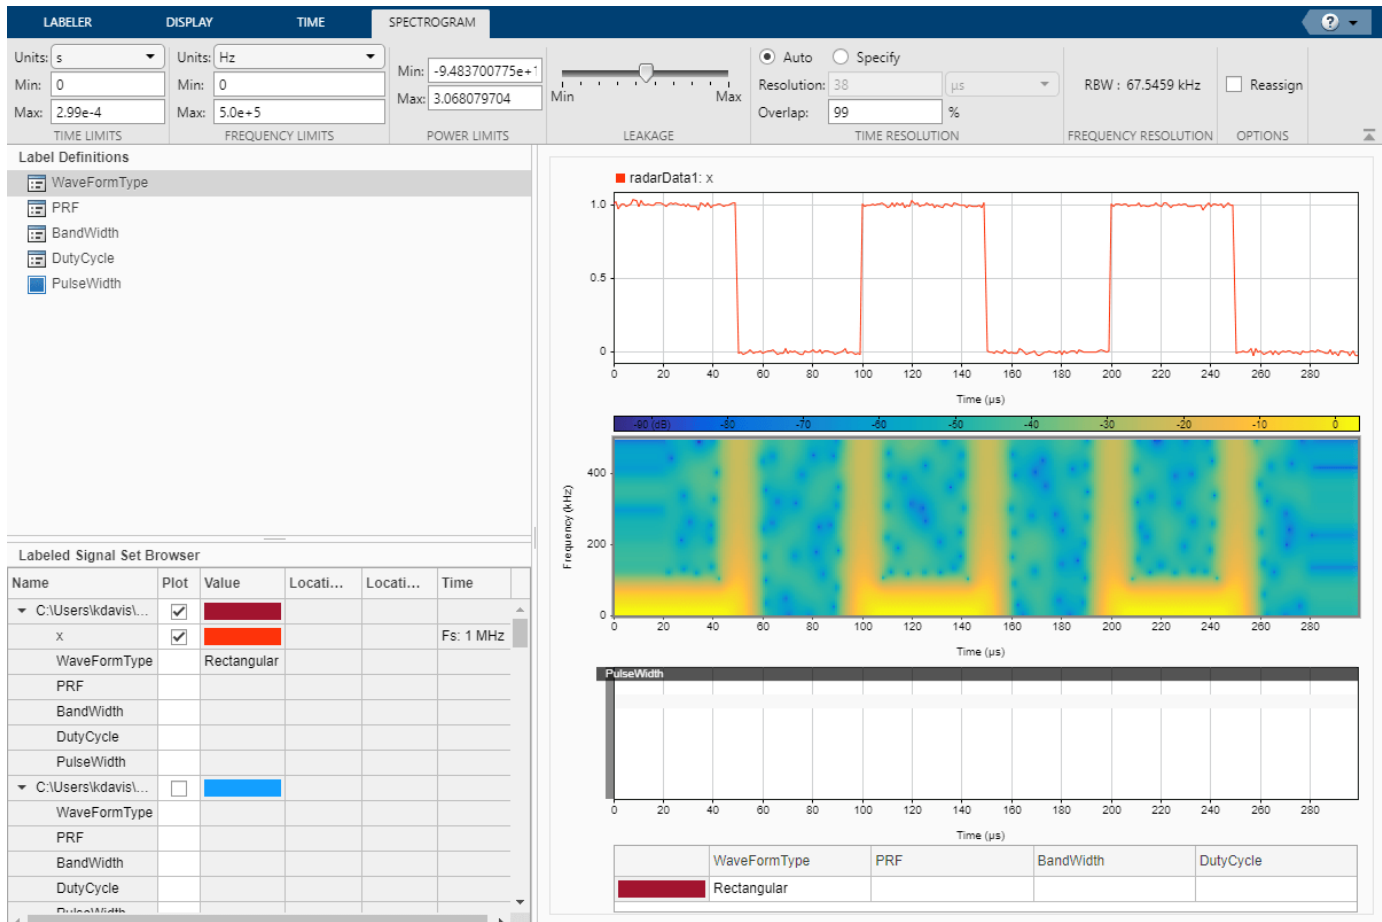 LABELER DISPLAY TIME SPECTROGRAM ?
Units: s Units: Hz Min: -9.483700775e+1 Auto Specify
Min: 0 Min: 0 Max: 3.068079704 Min Max Resolution: 38 µs RBW : 67.5459 kHz Reassign
Max: 2.99e-4 Max: 5.0e+5 Overlap: 99 %
TIME LIMITS FREQUENCY LIMITS POWER LIMITS LEAKAGE TIME RESOLUTION FREQUENCY RESOLUTION OPTIONS
Label Definitions
WaveFormType
PRF
BandWidth
DutyCycle
PulseWidth
Labeled Signal Set Browser
Name Plot Value Locati... Locati... Time
C:\Users\kdavis\...
x Fs: 1 MHz
WaveFormType Rectangular
PRF
BandWidth
DutyCycle
PulseWidth
C:\Users\kdavis\...
WaveFormType
PRF
BandWidth
DutyCycle
PulseWidth
radarData1: x
1.0
0.5
0
0 20 40 60 80 100 120 140 160 180 200 220 240 260 280
Time (µs)
-90 (dB) -80 -70 -60 -50 -40 -30 -20 -10 0
400
200
0
Frequency (kHz)
0 20 40 60 80 100 120 140 160 180 200 220 240 260 280
Time (µs)
PulseWidth
0 20 40 60 80 100 120 140 160 180 200 220 240 260 280
Time (µs)
WaveFormType PRF BandWidth DutyCycle
Rectangular